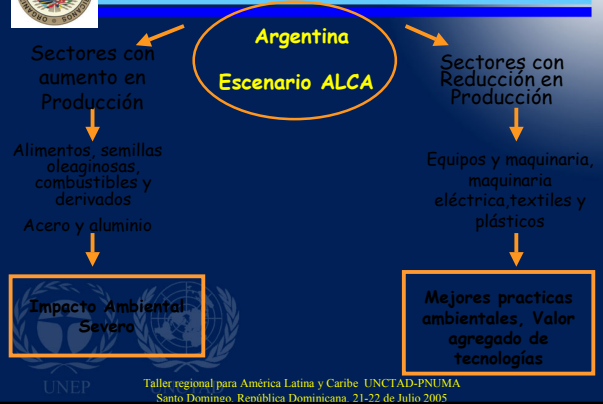 Argentina
Escenario ALCA
Sectores con
aumento en
Producción
Alimentos, semillas
oleaginosas,
combustibles y
derivados
Acero y aluminio
Impacto Ambiental
Severo
Sectores con
Reducción en
Producción
Equipos y maquinaria,
maquinaria
eléctrica,textiles y
plásticos
Mejores practicas
ambientales, Valor
agregado de
tecnologías
UNEP
Taller regional para América Latina y Caribe UNCTAD-PNUMA
Santo Domingo, República Dominicana, 21-22 de Julio 2005